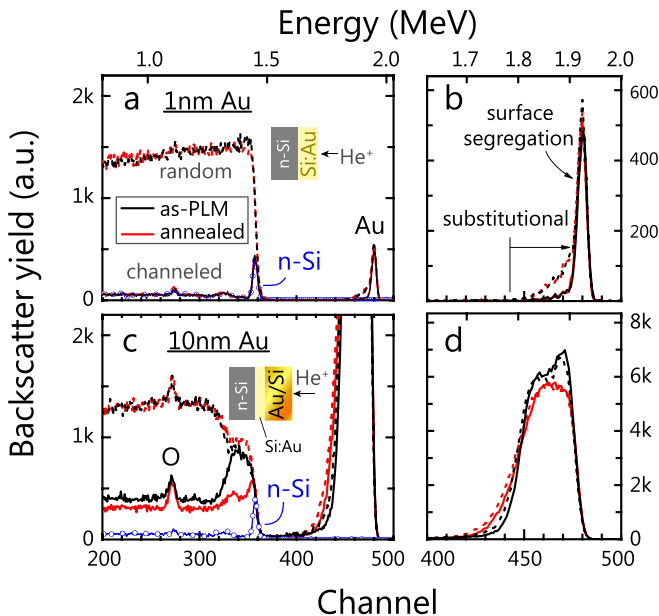 Energy (MeV)
1.0 1.5 2.0 1.7 1.8 1.9 2.0
2k a 1nm Au b 600
n-Si Si:Au He⁺
surface
segregation
1k random 400
as-PLM Au substitutional
annealed
200
channeled n-Si
0 0
2k c 10nm Au d 8k
n-Si Au/Si He⁺
6k
Si:Au
1k 4k
O
n-Si 2k
0 0
200 300 400 500 400 450 500
Channel
Backscatter yield (a.u.)